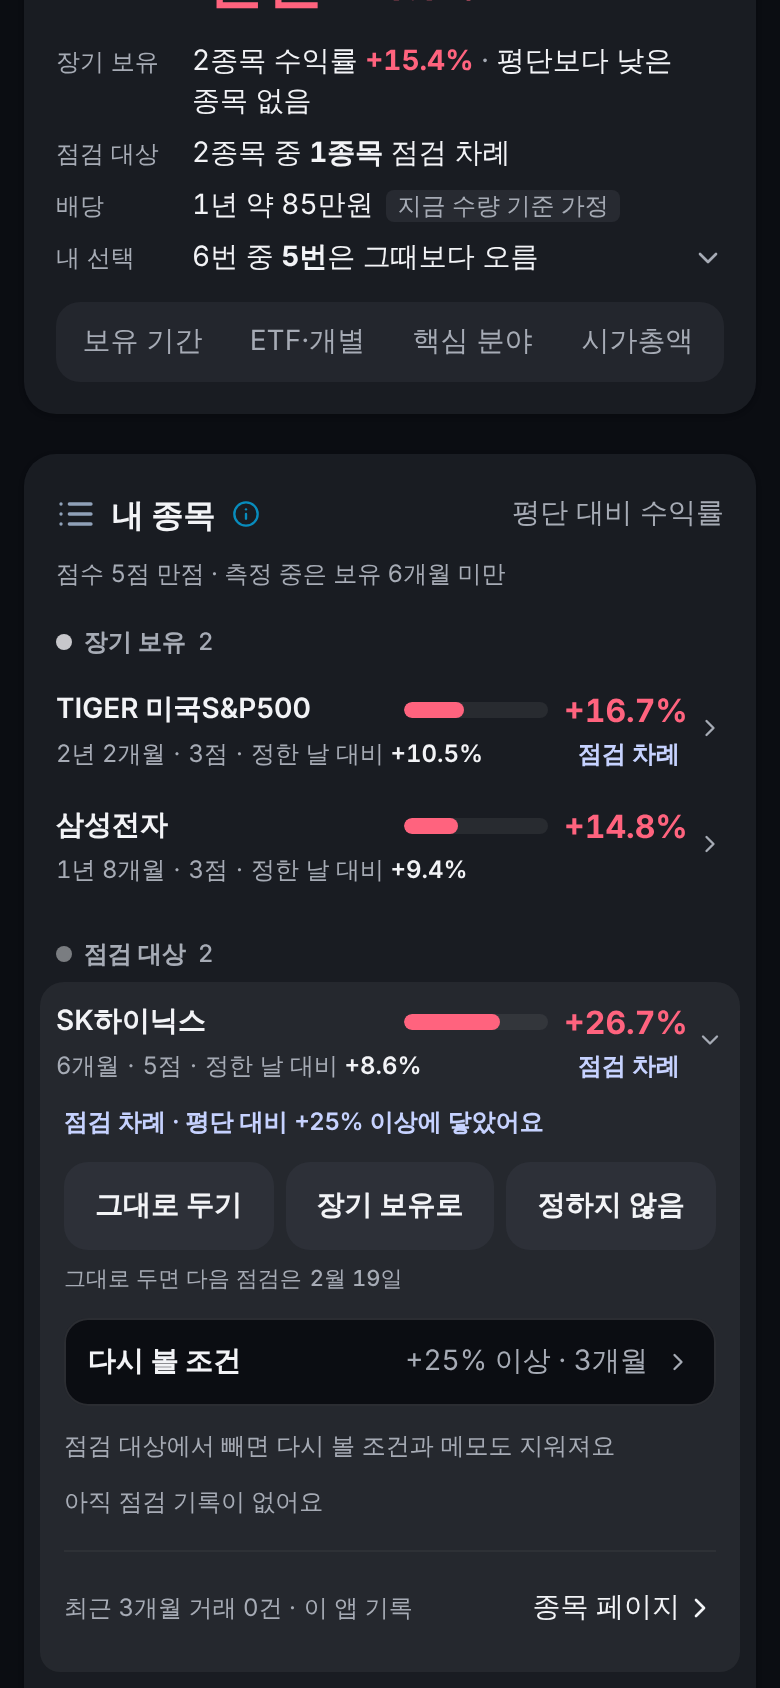 장기 보유 2종목 수익률 +15.4% · 평단보다 낮은
종목 없음
점검 대상 2종목 중 1종목 점검 차례
배당 1년 약 85만원 지금 수량 기준 가정
내 선택 6번 중 5번은 그때보다 오름
보유 기간 ETF·개별 핵심 분야 시가총액
내 종목 평단 대비 수익률
점수 5점 만점 · 측정 중은 보유 6개월 미만
장기 보유 2
TIGER 미국S&P500 +16.7%
2년 2개월 · 3점 · 정한 날 대비 +10.5% 점검 차례
삼성전자 +14.8%
1년 8개월 · 3점 · 정한 날 대비 +9.4%
점검 대상 2
SK하이닉스 +26.7%
6개월 · 5점 · 정한 날 대비 +8.6% 점검 차례
점검 차례 · 평단 대비 +25% 이상에 닿았어요
그대로 두기 장기 보유로 정하지 않음
그대로 두면 다음 점검은 2월 19일
다시 볼 조건 +25% 이상 · 3개월
점검 대상에서 빼면 다시 볼 조건과 메모도 지워져요
아직 점검 기록이 없어요
최근 3개월 거래 0건 · 이 앱 기록 종목 페이지